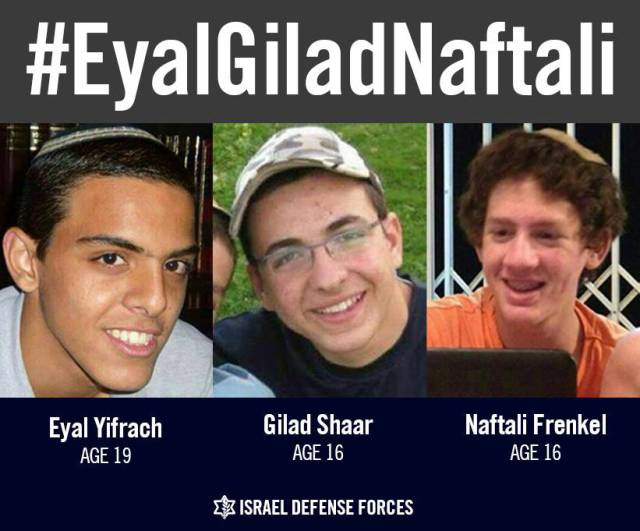 #EyalGiladNaftali
Eyal Yifrach
AGE 19
Gilad Shaar
AGE 16
Naftali Frenkel
AGE 16
ISRAEL DEFENSE FORCES